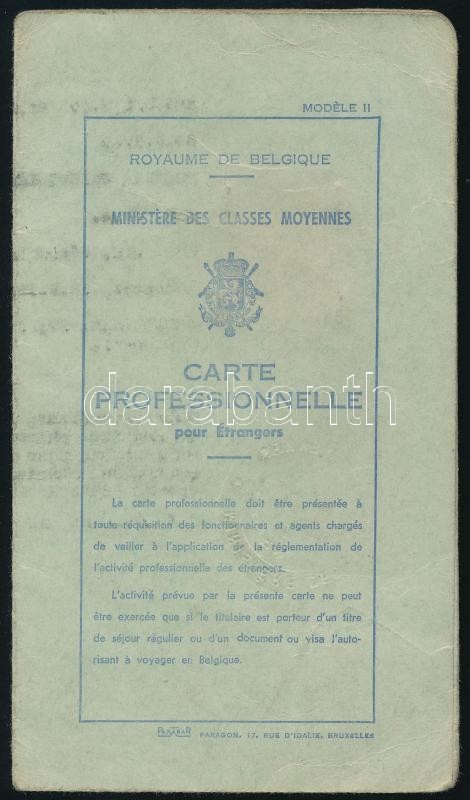 MODÈLE II
ROYAUME DE BELGIQUE
MINISTÈRE DES CLASSES MOYENNES
CARTE
PROFESSIONNELLE
darabanth
pour Étrangers
La carte professionnelle doit être présentée à
toute réquisition des fonctionnaires et agents chargés
de veiller à l'application de la réglementation de
l'activité professionnelle des étrangers.
L'activité prévue par la présente carte ne peut
être exercée que si le titulaire est porteur d'un titre
de séjour régulier ou d'un document ou visa l'auto-
risant à voyager en Belgique.
PARAGON, 17, RUE D'IDALIE, BRUXELLES